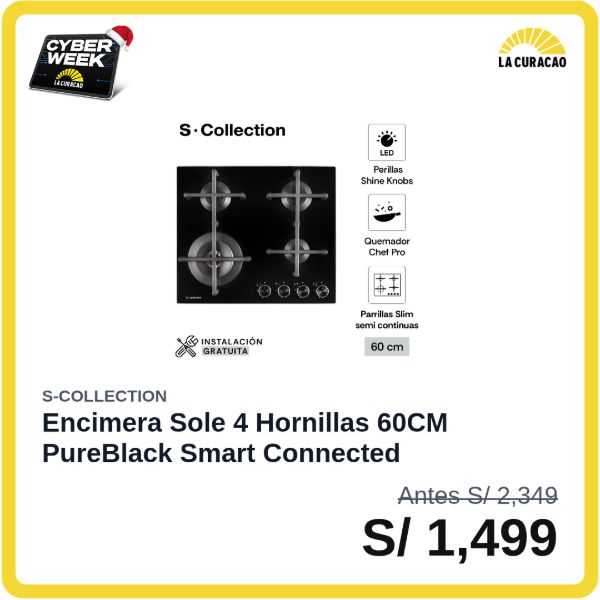 CYBER
WEEK
LA CURACAO
LA CURACAO
S·Collection
LED
Perillas
Shine Knobs
Quemador
Chef Pro
Parrillas Slim
semi continuas
60 cm
S·Collection
INSTALACIÓN
GRATUITA
S-COLLECTION
Encimera Sole 4 Hornillas 60CM
PureBlack Smart Connected
Antes S/ 2,349
S/ 1,499